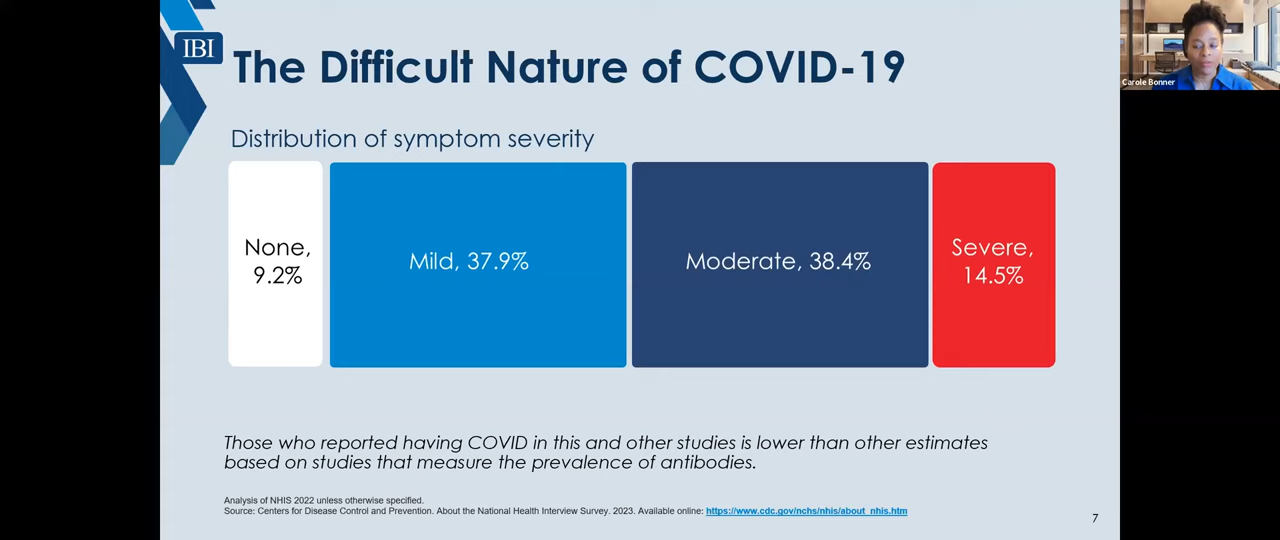 IBI
The Difficult Nature of COVID-19
Carole Bonner
Distribution of symptom severity
None,
9.2%
Mild, 37.9%
Moderate, 38.4%
Severe,
14.5%
Those who reported having COVID in this and other studies is lower than other estimates
based on studies that measure the prevalence of antibodies.
Analysis of NHIS 2022 unless otherwise specified.
Source: Centers for Disease Control and Prevention. About the National Health Interview Survey. 2023. Available online: https://www.cdc.gov/nchs/nhis/about_nhis.htm
7